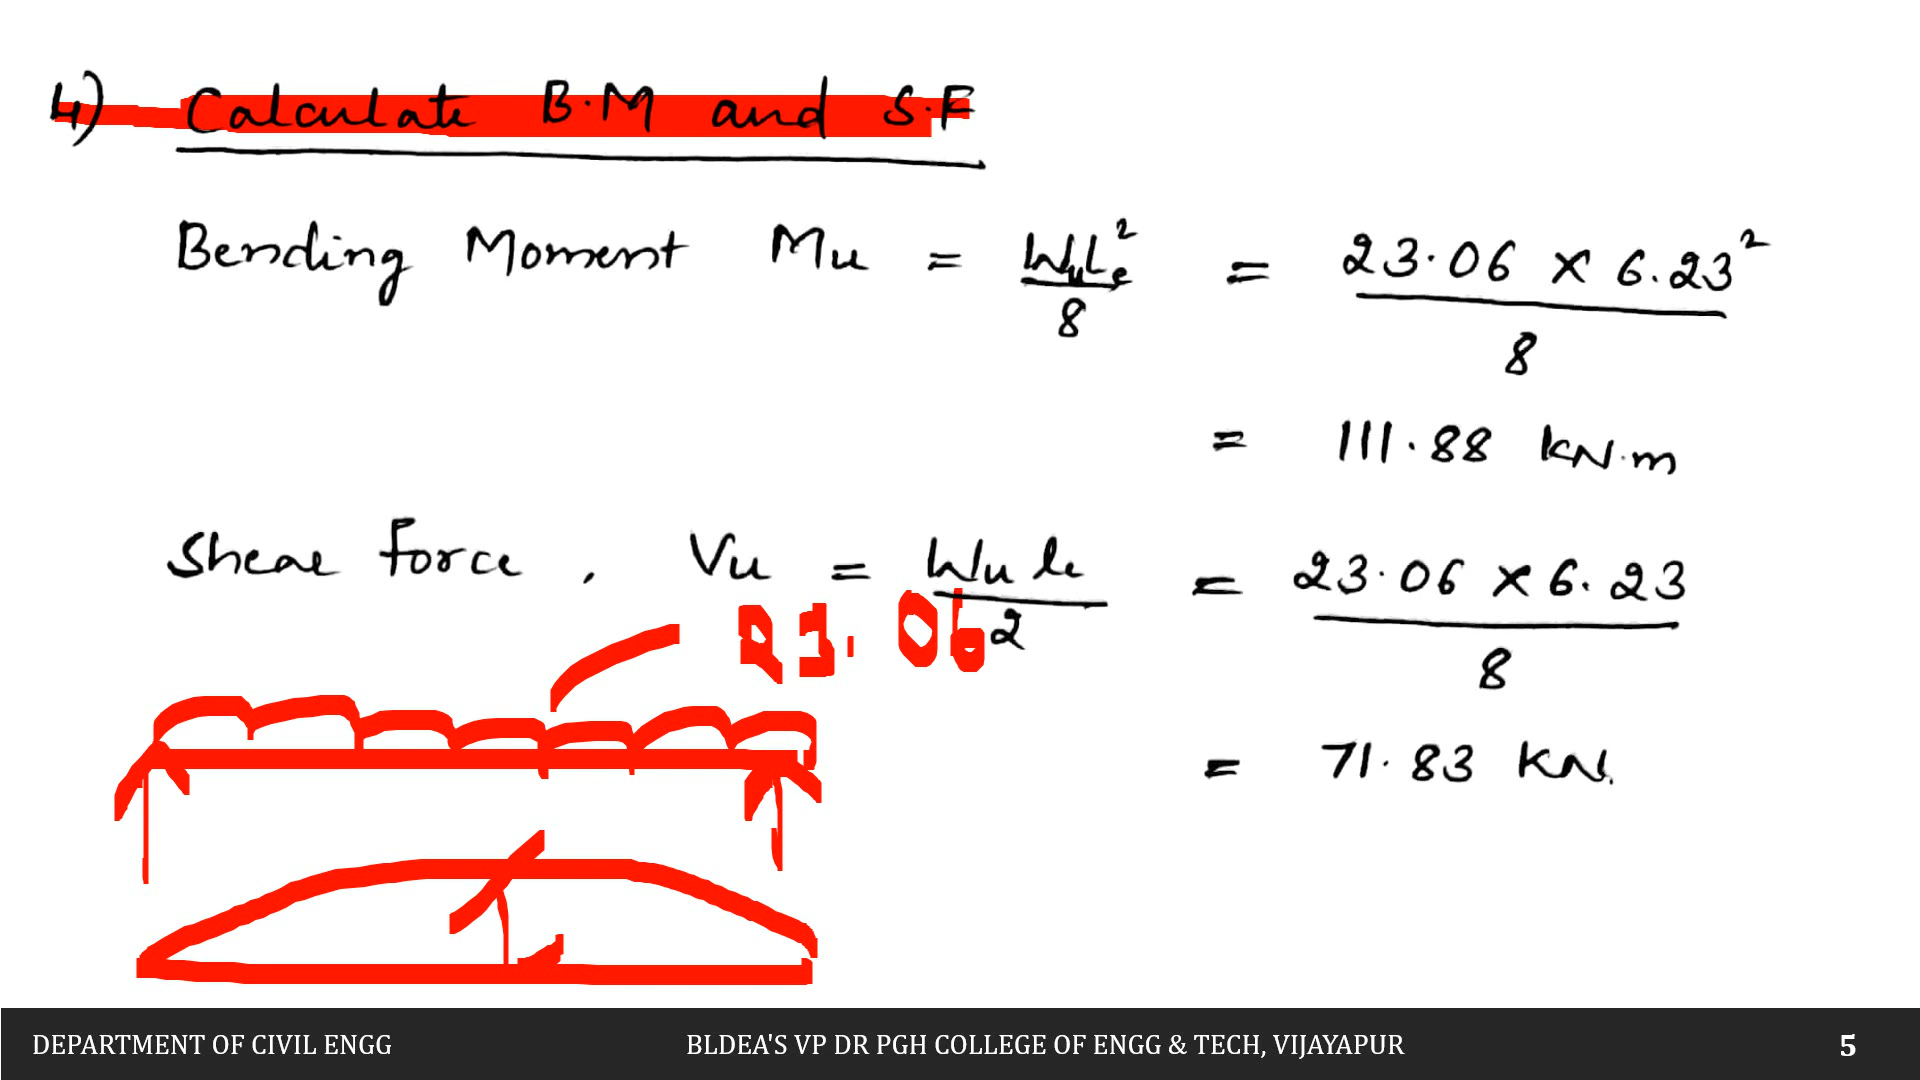 4) Calculate B.M and S.F
Bending Moment Mu = WuLe²/8 = 23.06 × 6.23²/8
= 111.88 kN.m
Shear force, Vu = Wu le/2 = 23.06 × 6.23/8
23.06
= 71.83 KN.
DEPARTMENT OF CIVIL ENGG BLDEA'S VP DR PGH COLLEGE OF ENGG & TECH, VIJAYAPUR 5